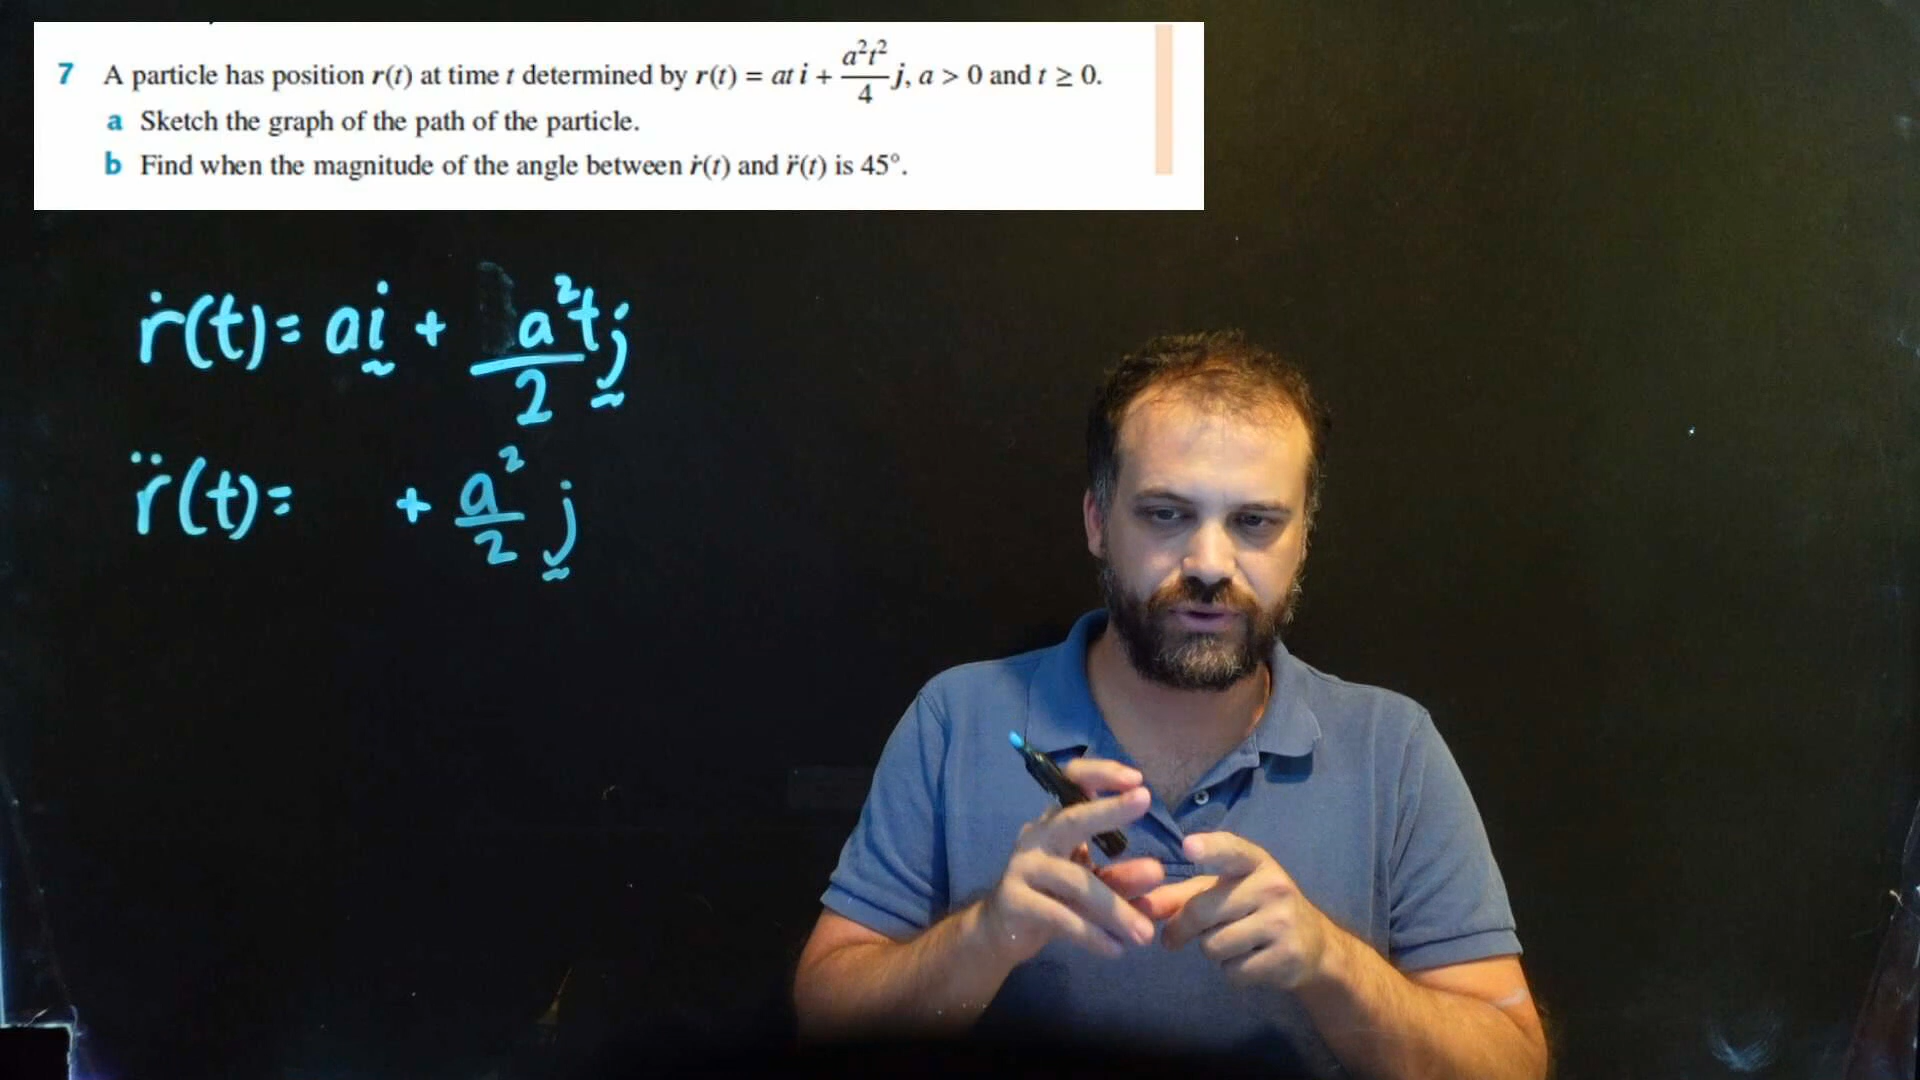 7 A particle has position r(t) at time t determined by r(t) = at i + a²t²/4 j, a > 0 and t ≥ 0.
a Sketch the graph of the path of the particle.
b Find when the magnitude of the angle between ṙ(t) and r̈(t) is 45°.
ṙ(t) = a i + a²t/2 j
r̈(t) = + a²/2 j